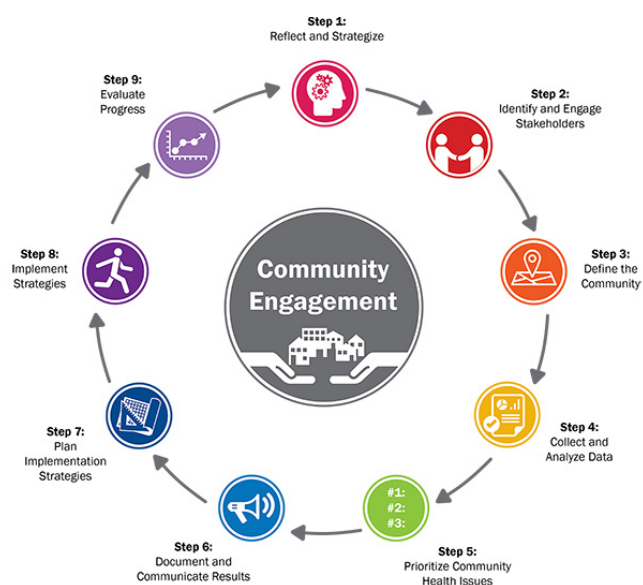 Step 1:
Reflect and Strategize
Step 2:
Identify and Engage
Stakeholders
Step 3:
Define the
Community
Step 4:
Collect and
Analyze Data
#1:
#2:
#3:
Step 5:
Prioritize Community
Health Issues
Step 6:
Document and
Communicate Results
Step 7:
Plan
Implementation
Strategies
Step 8:
Implement
Strategies
Step 9:
Evaluate
Progress
Community
Engagement